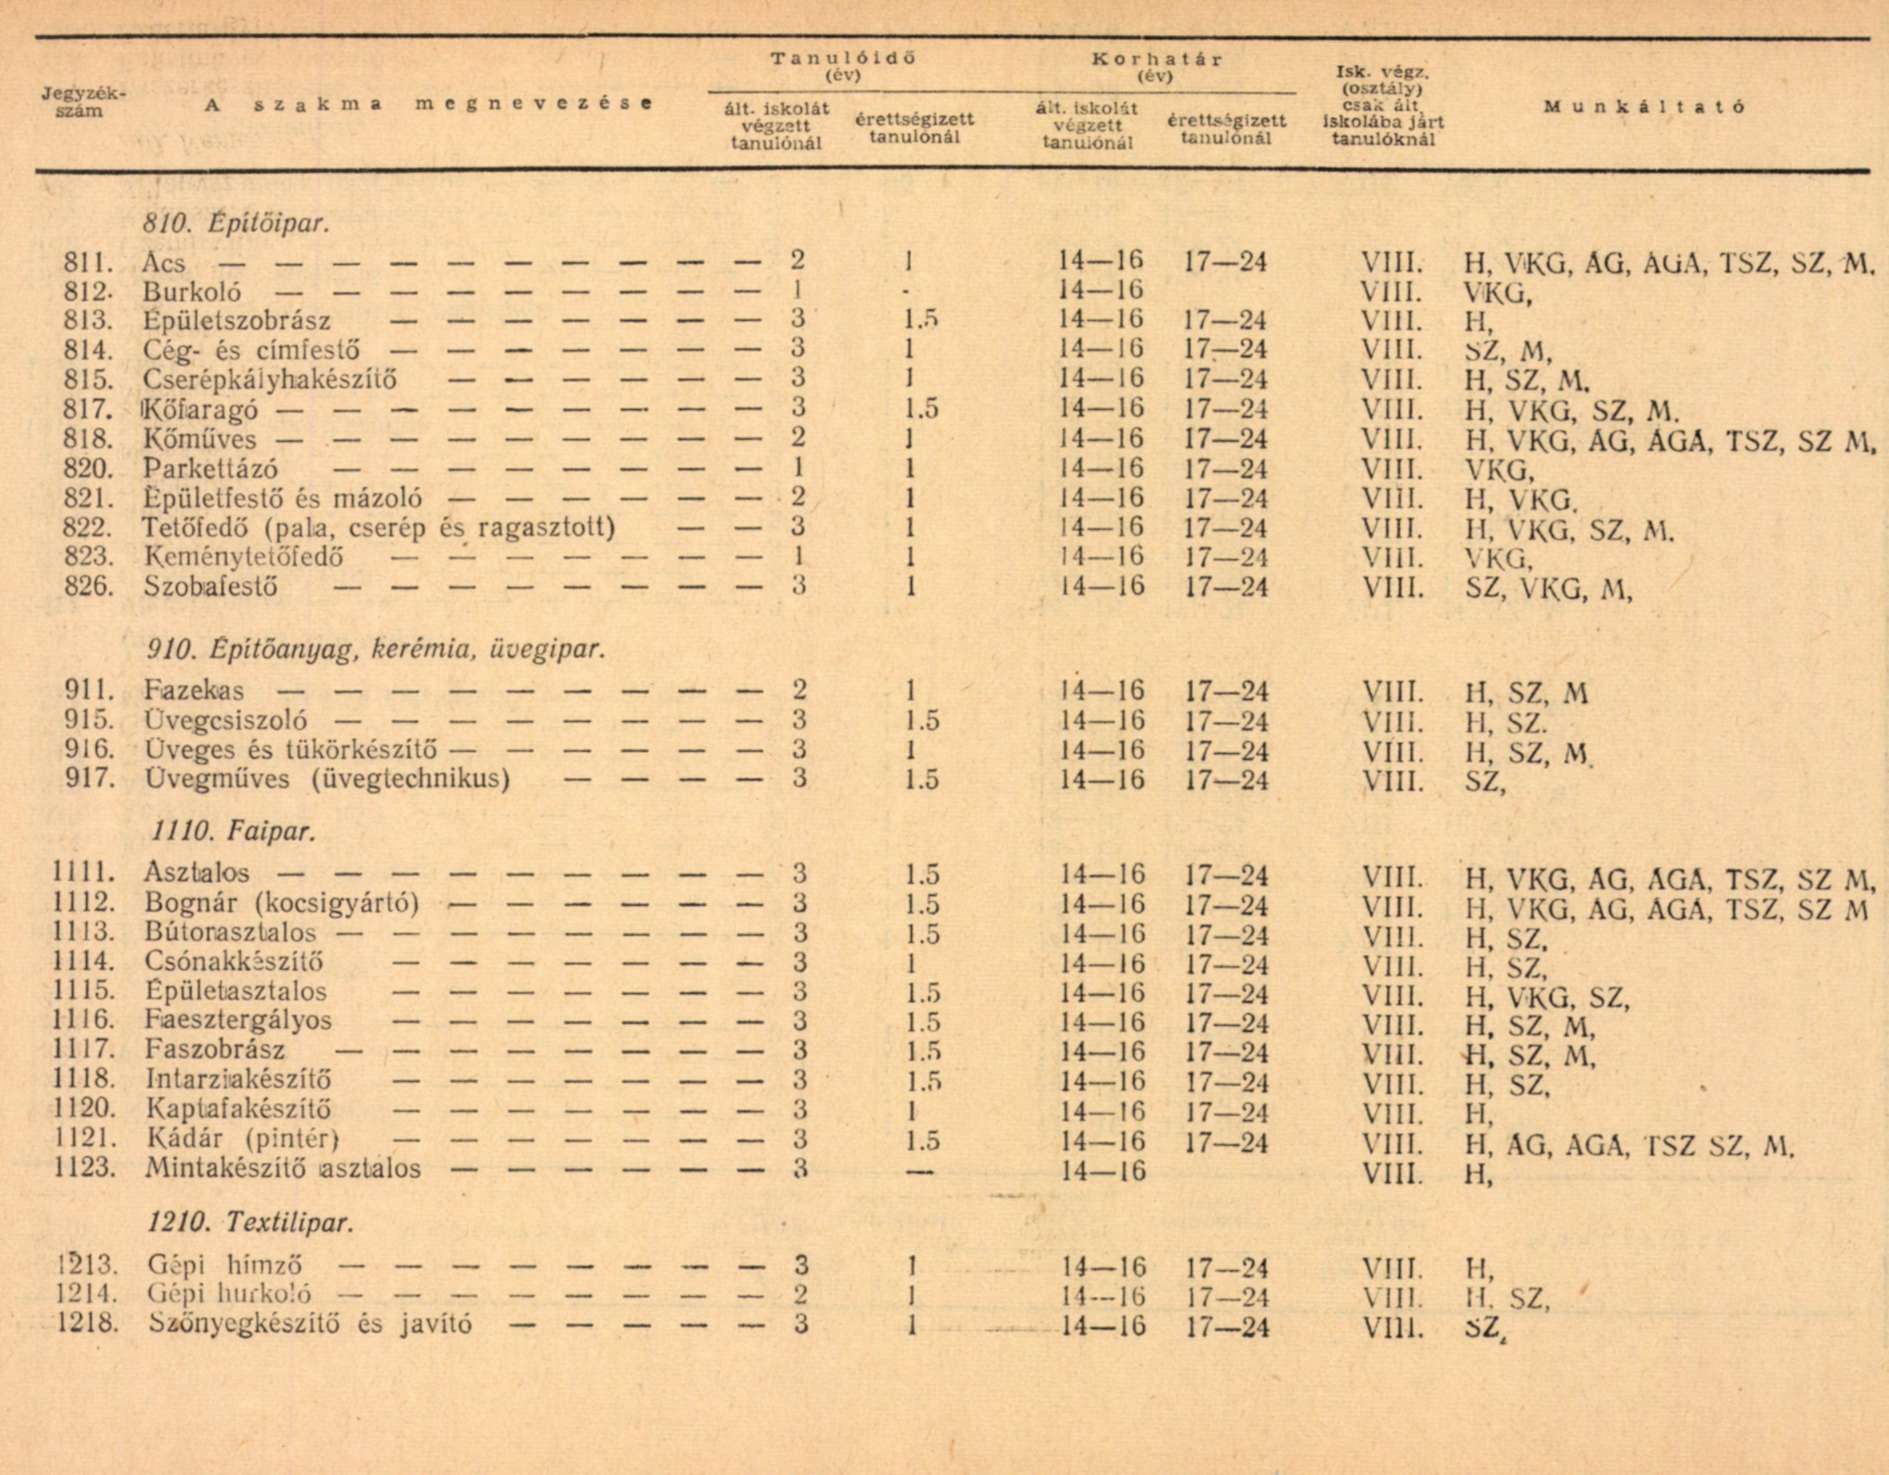 Jegyzék-
szám
A szakma megnevezése
Tanulóidő
(év)
ált. iskolát
végzett
tanulónál
érettségizett
tanulónál
Korhatár
(év)
ált. iskolát
végzett
tanulónál
érettségizett
tanulónál
Isk. végz.
(osztály)
csak ált.
iskolába járt
tanulóknál
Munkáltató
810. Építőipar.
811. Ács — — — — — — — — — — 2 1 14—16 17—24 VIII. H, VKG, ÁG, ÁGA, TSZ, SZ, M.
812. Burkoló — — — — — — — — — 1 - 14—16 VIII. VKG,
813. Épületszobrász — — — — — — — 3 1.5 14—16 17—24 VIII. H,
814. Cég- és címfestő — — — — — — — 3 1 14—16 17—24 VIII. SZ, M,
815. Cserépkályhakészítő — — — — — — 3 1 14—16 17—24 VIII. H, SZ, M.
817. Kőfaragó — — — — — — — — — 3 1.5 14—16 17—24 VIII. H, VKG, SZ, M.
818. Kőműves — — — — — — — — — 2 1 14—16 17—24 VIII. H, VKG, ÁG, ÁGA, TSZ, SZ M,
820. Parkettázó — — — — — — — — 1 1 14—16 17—24 VIII. VKG,
821. Épületfestő és mázoló — — — — — — 2 1 14—16 17—24 VIII. H, VKG.
822. Tetőfedő (pala, cserép és ragasztott) — — 3 1 14—16 17—24 VIII. H, VKG, SZ, M.
823. Keménytetőfedő — — — — — — — 1 1 14—16 17—24 VIII. VKG,
826. Szobafestő — — — — — — — — 3 1 14—16 17—24 VIII. SZ, VKG, M,
910. Építőanyag, kerémia, üvegipar.
911. Fazekas — — — — — — — — — 2 1 14—16 17—24 VIII. H, SZ, M
915. Üvegcsiszoló — — — — — — — — 3 1.5 14—16 17—24 VIII. H, SZ.
916. Üveges és tükörkészítő — — — — — — 3 1 14—16 17—24 VIII. H, SZ, M.
917. Üvegműves (üvegtechnikus) — — — — 3 1.5 14—16 17—24 VIII. SZ,
1110. Faipar.
1111. Asztalos — — — — — — — — — 3 1.5 14—16 17—24 VIII. H, VKG, ÁG, ÁGA, TSZ, SZ M,
1112. Bognár (kocsigyártó) — — — — — — 3 1.5 14—16 17—24 VIII. H, VKG, ÁG, ÁGA, TSZ, SZ M
1113. Bútorasztalos — — — — — — — — 3 1.5 14—16 17—24 VIII. H, SZ,
1114. Csónakkészítő — — — — — — — 3 1 14—16 17—24 VIII. H, SZ,
1115. Épületasztalos — — — — — — — 3 1.5 14—16 17—24 VIII. H, VKG, SZ,
1116. Faesztergályos — — — — — — — 3 1.5 14—16 17—24 VIII. H, SZ, M,
1117. Faszobrász — — — — — — — — 3 1.5 14—16 17—24 VIII. H, SZ, M,
1118. Intarziakészítő — — — — — — — 3 1.5 14—16 17—24 VIII. H, SZ,
1120. Kaptafakészítő — — — — — — — 3 1 14—16 17—24 VIII. H,
1121. Kádár (pintér) — — — — — — — 3 1.5 14—16 17—24 VIII. H, ÁG, ÁGA, TSZ SZ, M.
1123. Mintakészítő asztalos — — — — — — 3 — 14—16 VIII. H,
1210. Textilipar.
1213. Gépi hímző — — — — — — — — 3 1 14—16 17—24 VIII. H,
1214. Gépi hurkoló — — — — — — — — 2 1 14—16 17—24 VIII. H, SZ,
1218. Szőnyegkészítő és javító — — — — — 3 1 14—16 17—24 VIII. SZ,